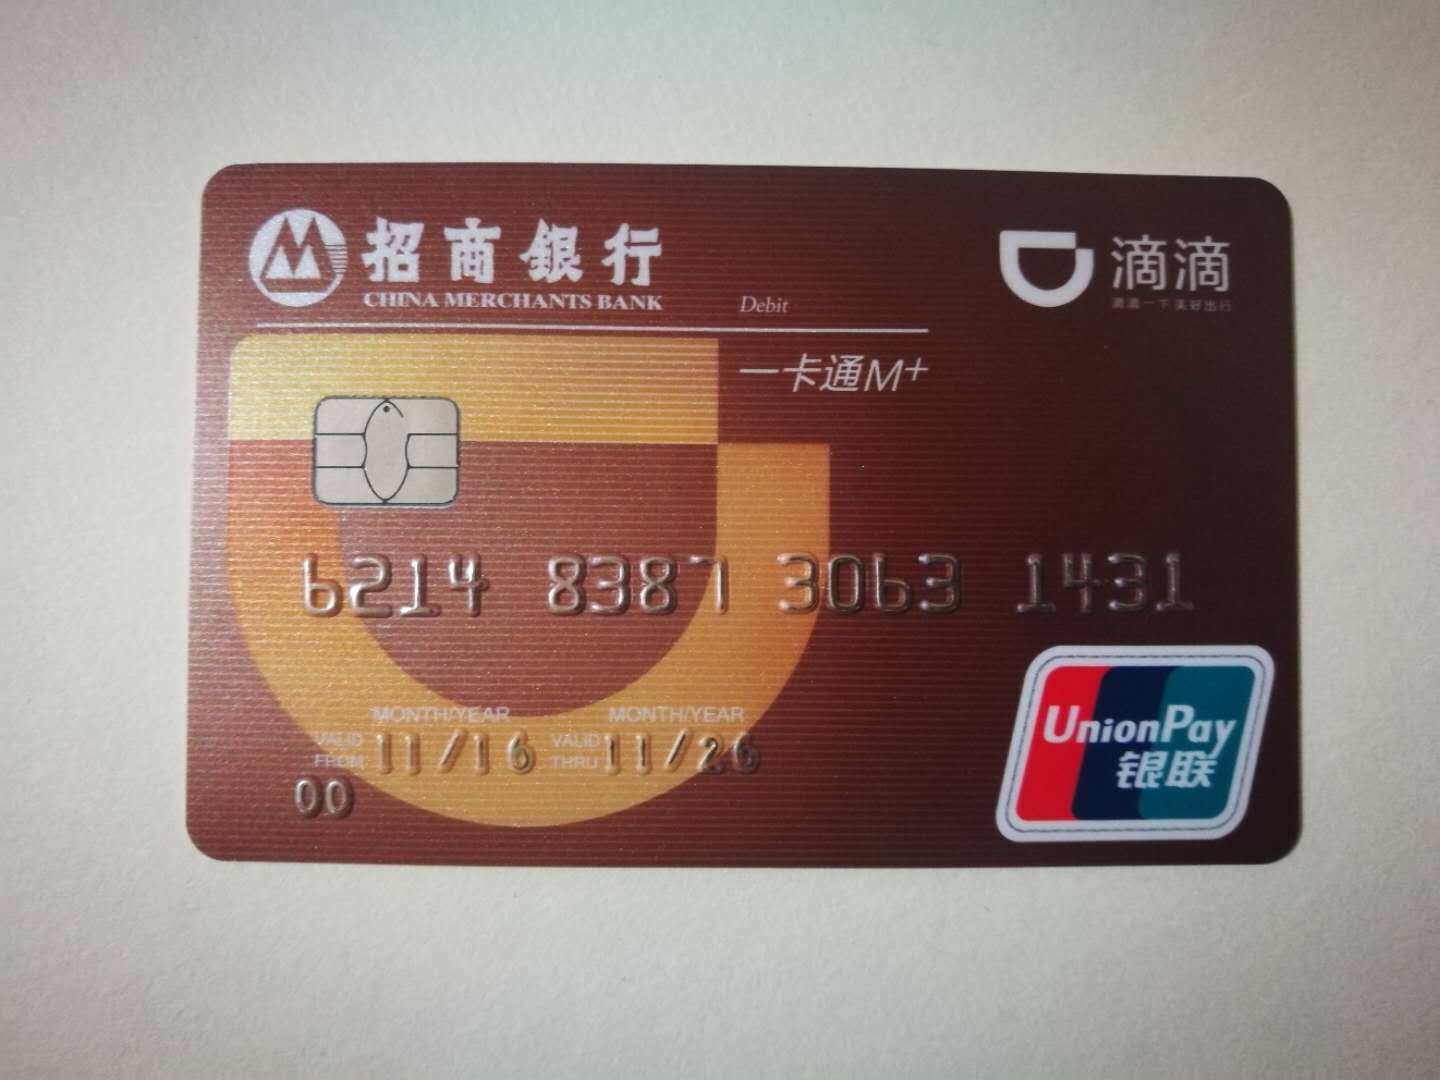 招商银行
CHINA MERCHANTS BANK
Debit
滴滴
滴滴一下 美好出行
一卡通M+
6214 8387 3063 1431
MONTH/YEAR MONTH/YEAR
VALID FROM 11/16 VALID THRU 11/26
00
UnionPay
银联